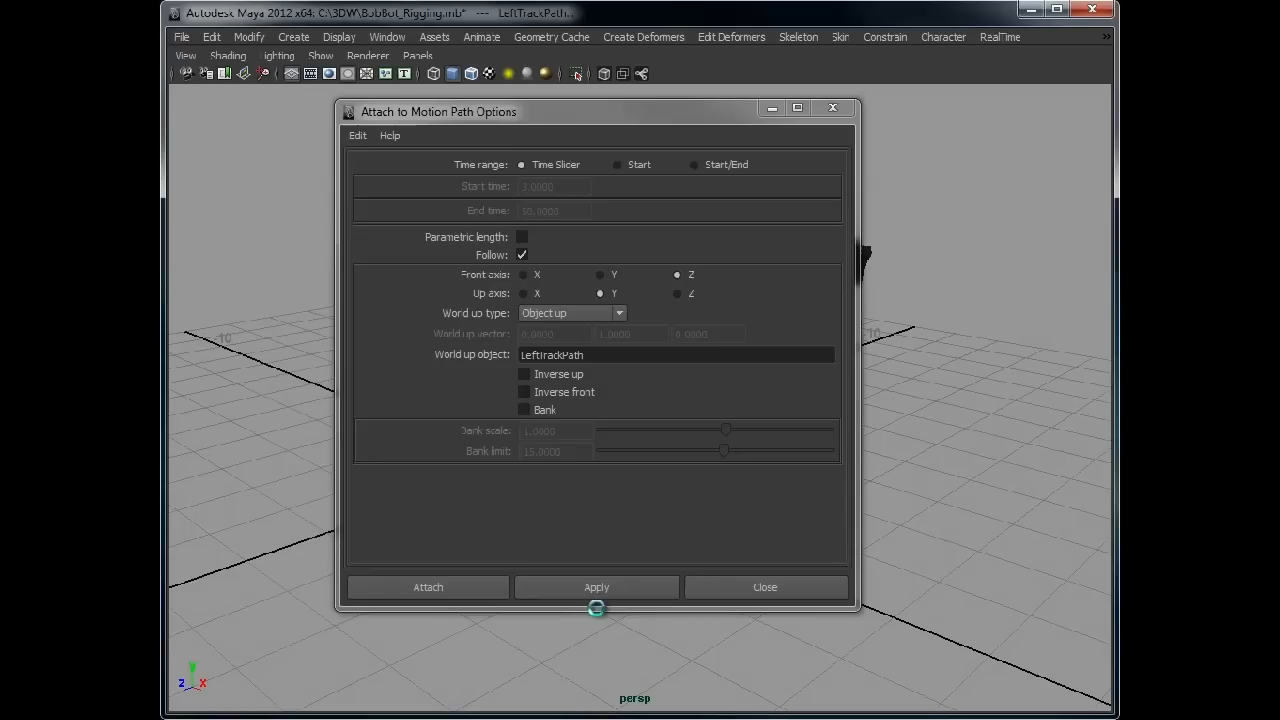 Autodesk Maya 2012 x64: C:\3DW\BobBot_Rigging.mb* --- LeftTrackPath...
File Edit Modify Create Display Window Assets Animate Geometry Cache Create Deformers Edit Deformers Skeleton Skin Constrain Character RealTime »
View Shading Lighting Show Renderer Panels
Attach to Motion Path Options
Edit Help
Time range: Time Slider Start Start/End
Start time: 3.0000
End time: 50.0000
Parametric length:
Follow:
Front axis: X Y Z
Up axis: X Y Z
World up type: Object up
World up vector: 0.0000 1.0000 0.0000
World up object: LeftTrackPath
Inverse up
Inverse front
Bank
Bank scale: 1.0000
Bank limit: 15.0000
Attach Apply Close
10 10
Y
Z X
persp